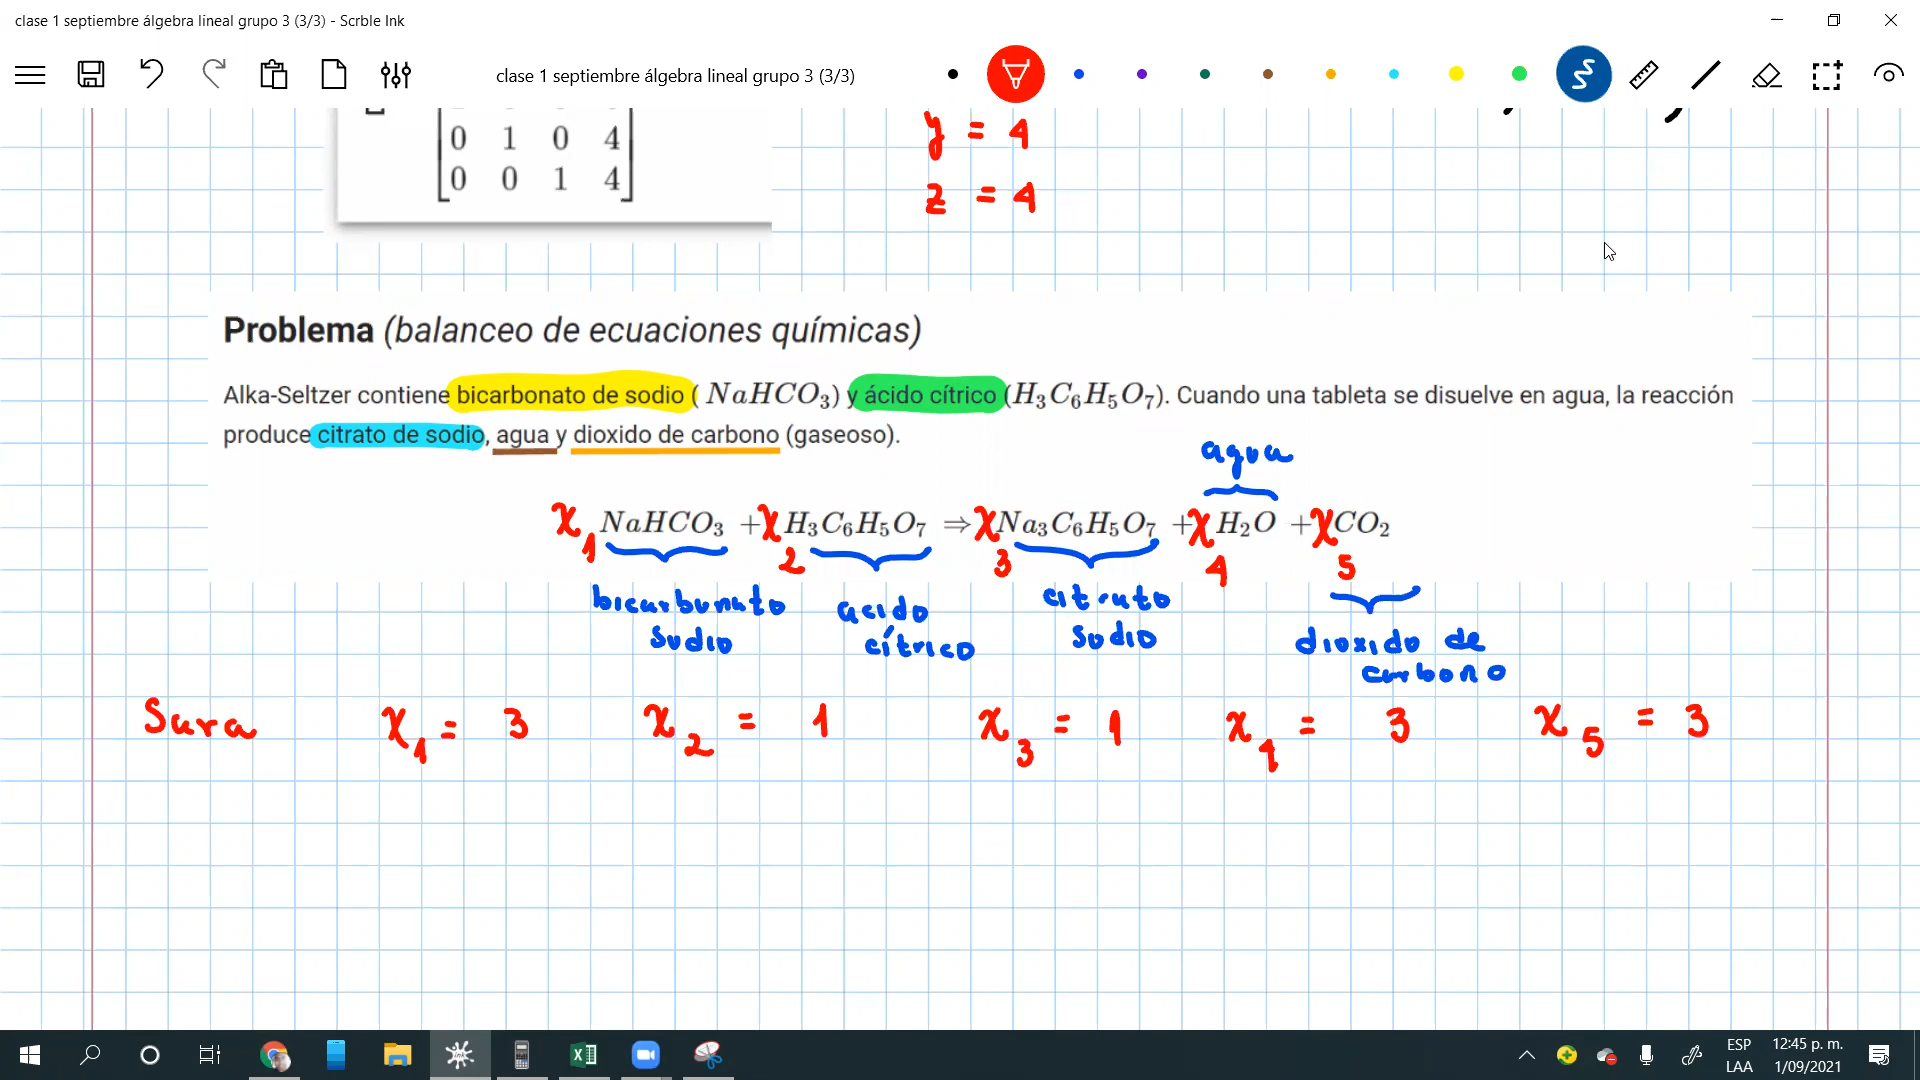 clase 1 septiembre álgebra lineal grupo 3 (3/3) - Scrble Ink
clase 1 septiembre álgebra lineal grupo 3 (3/3)
0 1 0 4
0 0 1 4
y = 4
z = 4
Problema (balanceo de ecuaciones químicas)
Alka-Seltzer contiene bicarbonato de sodio ( NaHCO₃) y ácido cítrico (H₃C₆H₅O₇). Cuando una tableta se disuelve en agua, la reacción
produce citrato de sodio, agua y dioxido de carbono (gaseoso).
agua
x₁ NaHCO₃ + x₂ H₃C₆H₅O₇ ⇒ x₃ Na₃C₆H₅O₇ + x₄ H₂O + x₅ CO₂
bicarbonato sodio
acido cítrico
citrato sodio
dioxido de carbono
Sara x₁ = 3 x₂ = 1 x₃ = 1 x₄ = 3 x₅ = 3
ESP LAA
12:45 p. m.
1/09/2021